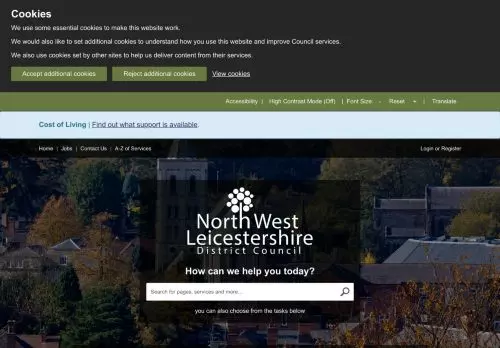 Cookies
We use some essential cookies to make this website work.
We would also like to set additional cookies to understand how you use this website and improve Council services.
We also use cookies set by other sites to help us deliver content from their services.
Accept additional cookies Reject additional cookies View cookies
Accessibility | High Contrast Mode (Off) | Font Size: - Reset + | Translate
Cost of Living | Find out what support is available.
Home | Jobs | Contact Us | A-Z of Services Login or Register
North West
Leicestershire
District Council
How can we help you today?
Search for pages, services and more...
you can also choose from the tasks below